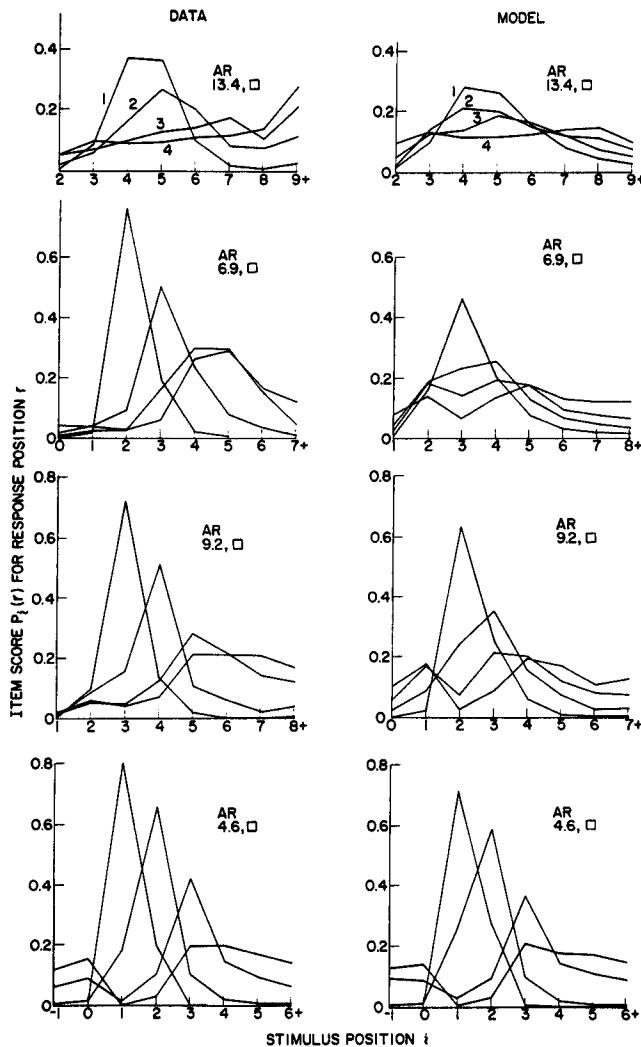 DATA
MODEL
0.4
0.2
1
2
3
4
AR
13.4, □
2 3 4 5 6 7 8 9+
0.4
0.2
1
2
3
4
AR
13.4, □
2 3 4 5 6 7 8 9+
0.6
0.4
0.2
0
AR
6.9, □
0 1 2 3 4 5 6 7+
0.6
0.4
0.2
0
AR
6.9, □
1 2 3 4 5 6 7 8+
ITEM SCORE Pi (r) FOR RESPONSE POSITION r
0.8
0.6
0.4
0.2
0
AR
9.2, □
1 2 3 4 5 6 7 8+
0.8
0.6
0.4
0.2
0
AR
9.2, □
0 1 2 3 4 5 6 7+
0.8
0.6
0.4
0.2
0
AR
4.6, □
-1 0 1 2 3 4 5 6+
0.8
0.6
0.4
0.2
0
AR
4.6, □
-1 0 1 2 3 4 5 6+
STIMULUS POSITION i